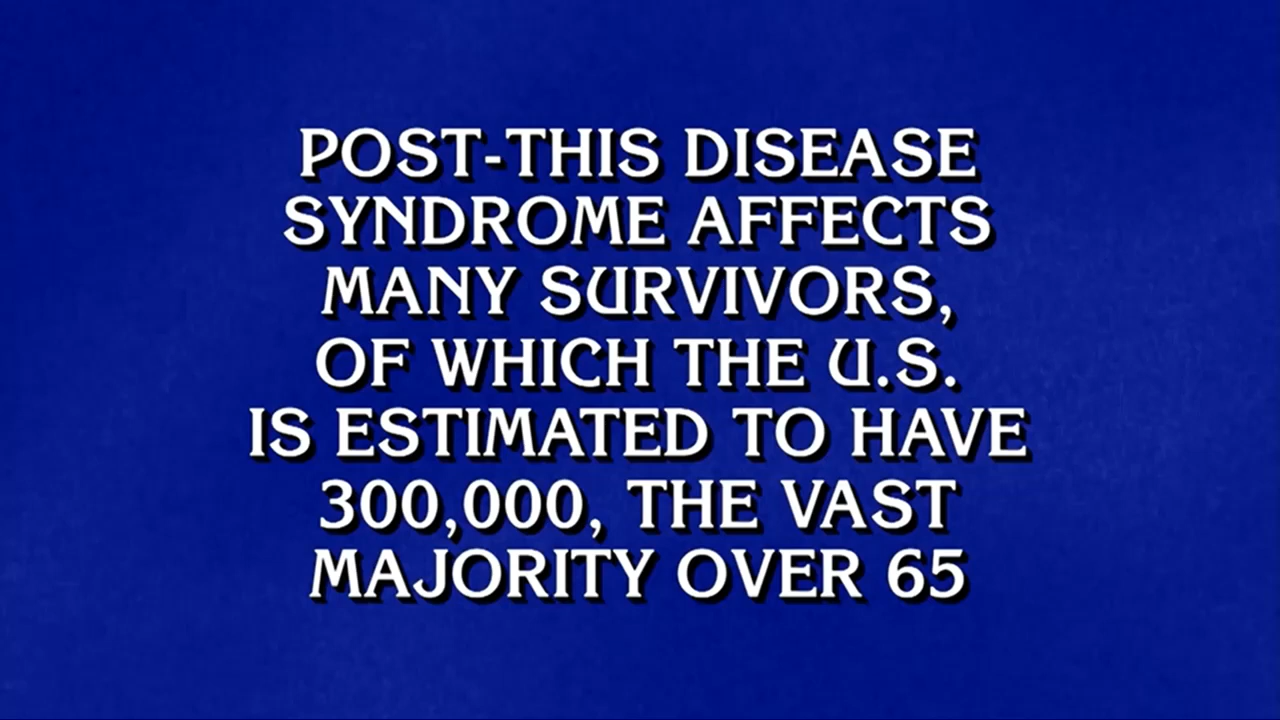 POST-THIS DISEASE
SYNDROME AFFECTS
MANY SURVIVORS,
OF WHICH THE U.S.
IS ESTIMATED TO HAVE
300,000, THE VAST
MAJORITY OVER 65